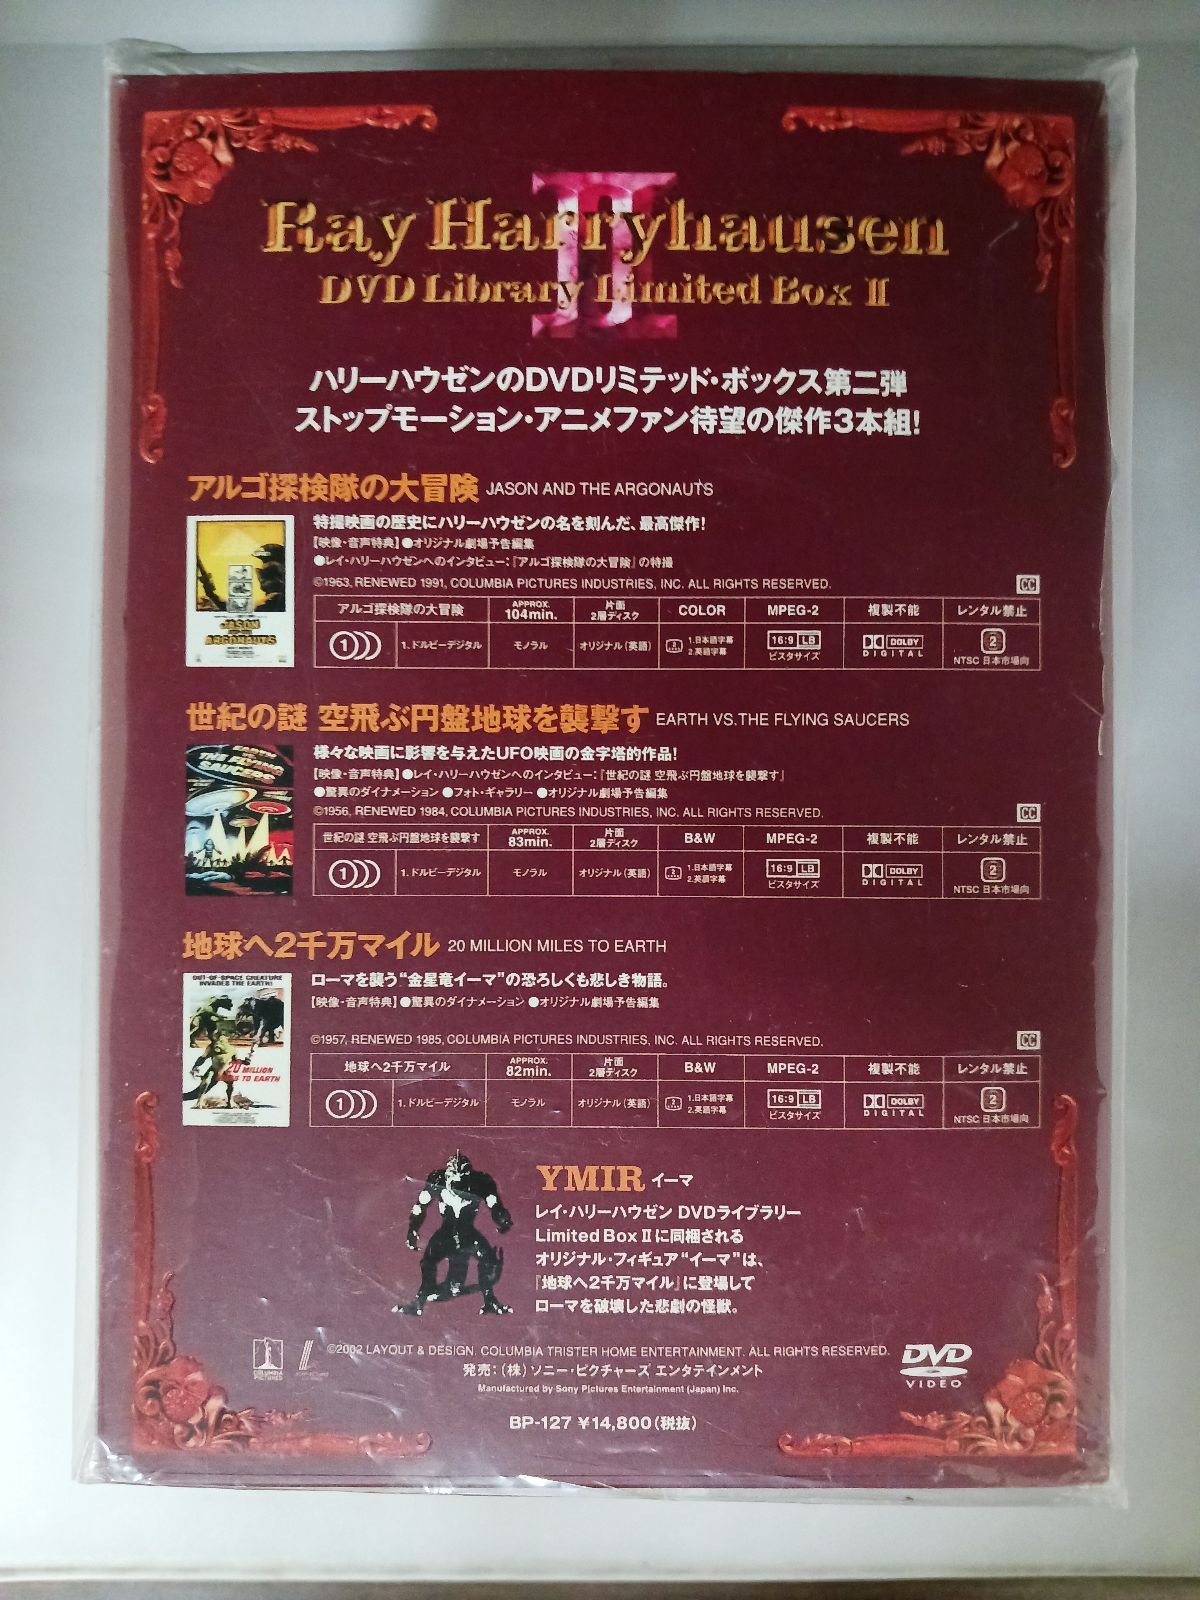 II
Ray Harryhausen
DVD Library Limited Box II
ハリーハウゼンのDVDリミテッド・ボックス第二弾
ストップモーション・アニメファン待望の傑作3本組!
アルゴ探検隊の大冒険 JASON AND THE ARGONAUTS
JASON
ARGONAUTS
特撮映画の歴史にハリーハウゼンの名を刻んだ、最高傑作!
【映像・音声特典】●オリジナル劇場予告編集
●レイ・ハリーハウゼンへのインタビュー:『アルゴ探検隊の大冒険』の特撮
©1963, RENEWED 1991, COLUMBIA PICTURES INDUSTRIES, INC. ALL RIGHTS RESERVED. CC
アルゴ探検隊の大冒険 APPROX. 104min. 片面 2層ディスク COLOR MPEG-2 複製不能 レンタル禁止
1 1.ドルビーデジタル モノラル オリジナル(英語) 2 1.日本語字幕 2.英語字幕 16:9 LB ビスタサイズ DOLBY DIGITAL 2 NTSC 日本市場向
世紀の謎 空飛ぶ円盤地球を襲撃す EARTH VS.THE FLYING SAUCERS
EARTH VS
THE FLYING
SAUCERS
様々な映画に影響を与えたUFO映画の金字塔的作品!
【映像・音声特典】●レイ・ハリーハウゼンへのインタビュー:『世紀の謎 空飛ぶ円盤地球を襲撃す』
●驚異のダイナメーション ●フォト・ギャラリー ●オリジナル劇場予告編集
©1956, RENEWED 1984, COLUMBIA PICTURES INDUSTRIES, INC. ALL RIGHTS RESERVED. CC
世紀の謎 空飛ぶ円盤地球を襲撃す APPROX. 83min. 片面 2層ディスク B&W MPEG-2 複製不能 レンタル禁止
1 1.ドルビーデジタル モノラル オリジナル(英語) 2 1.日本語字幕 2.英語字幕 16:9 LB ビスタサイズ DOLBY DIGITAL 2 NTSC 日本市場向
地球へ2千万マイル 20 MILLION MILES TO EARTH
OUT-OF-SPACE CREATURE
INVADES THE EARTH!
20 MILLION
MILES TO EARTH
ローマを襲う“金星竜イーマ”の恐ろしくも悲しき物語。
【映像・音声特典】●驚異のダイナメーション ●オリジナル劇場予告編集
©1957, RENEWED 1985, COLUMBIA PICTURES INDUSTRIES, INC. ALL RIGHTS RESERVED. CC
地球へ2千万マイル APPROX. 82min. 片面 2層ディスク B&W MPEG-2 複製不能 レンタル禁止
1 1.ドルビーデジタル モノラル オリジナル(英語) 2 1.日本語字幕 2.英語字幕 16:9 LB ビスタサイズ DOLBY DIGITAL 2 NTSC 日本市場向
YMIR イーマ
レイ・ハリーハウゼン DVDライブラリー
Limited Box IIに同梱される
オリジナル・フィギュア“イーマ”は、
『地球へ2千万マイル』に登場して
ローマを破壊した悲劇の怪獣。
COLUMBIA
PICTURES
©2002 LAYOUT & DESIGN. COLUMBIA TRISTER HOME ENTERTAINMENT. ALL RIGHTS RESERVED.
発売:(株)ソニー・ピクチャーズ エンタテインメント
Manufactured by Sony Pictures Entertainment (Japan) Inc.
DVD
VIDEO
BP-127 ¥14,800(税抜)